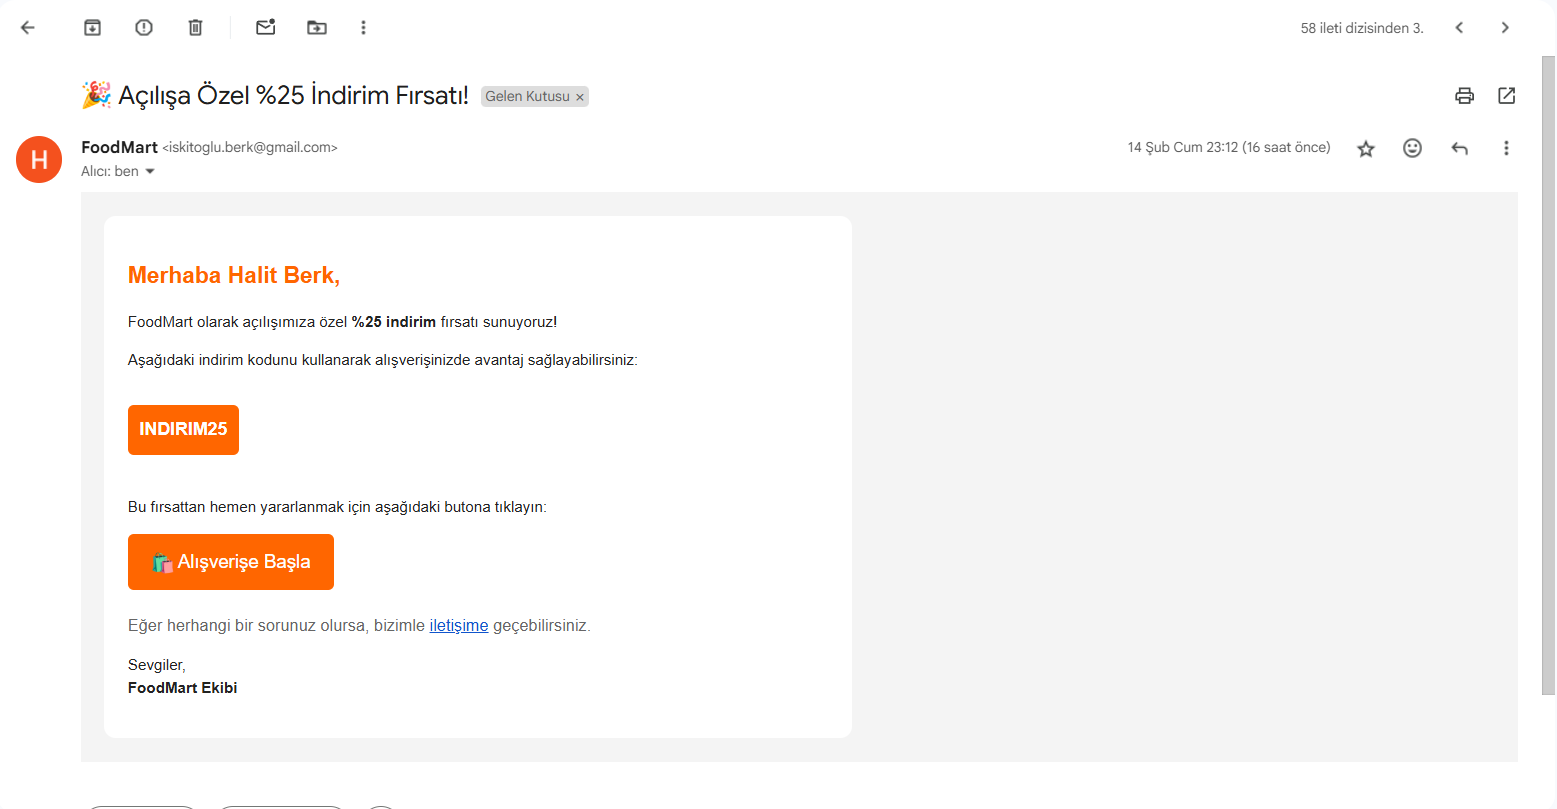 58 ileti dizisinden 3.
🎉 Açılışa Özel %25 İndirim Fırsatı! Gelen Kutusu ×
H
FoodMart <iskitoglu.berk@gmail.com>
14 Şub Cum 23:12 (16 saat önce)
Alıcı: ben
Merhaba Halit Berk,
FoodMart olarak açılışımıza özel %25 indirim fırsatı sunuyoruz!
Aşağıdaki indirim kodunu kullanarak alışverişinizde avantaj sağlayabilirsiniz:
INDIRIM25
Bu fırsattan hemen yararlanmak için aşağıdaki butona tıklayın:
🛍️ Alışverişe Başla
Eğer herhangi bir sorunuz olursa, bizimle iletişime geçebilirsiniz.
Sevgiler,
FoodMart Ekibi